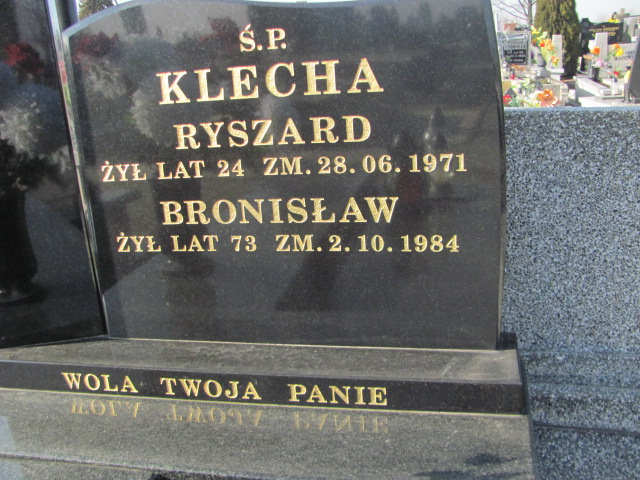 Ś.P.
KLECHA
RYSZARD
ŻYŁ LAT 24 ZM. 28.06.1971
BRONISŁAW
ŻYŁ LAT 73 ZM. 2.10.1984
WOLA TWOJA PANIE